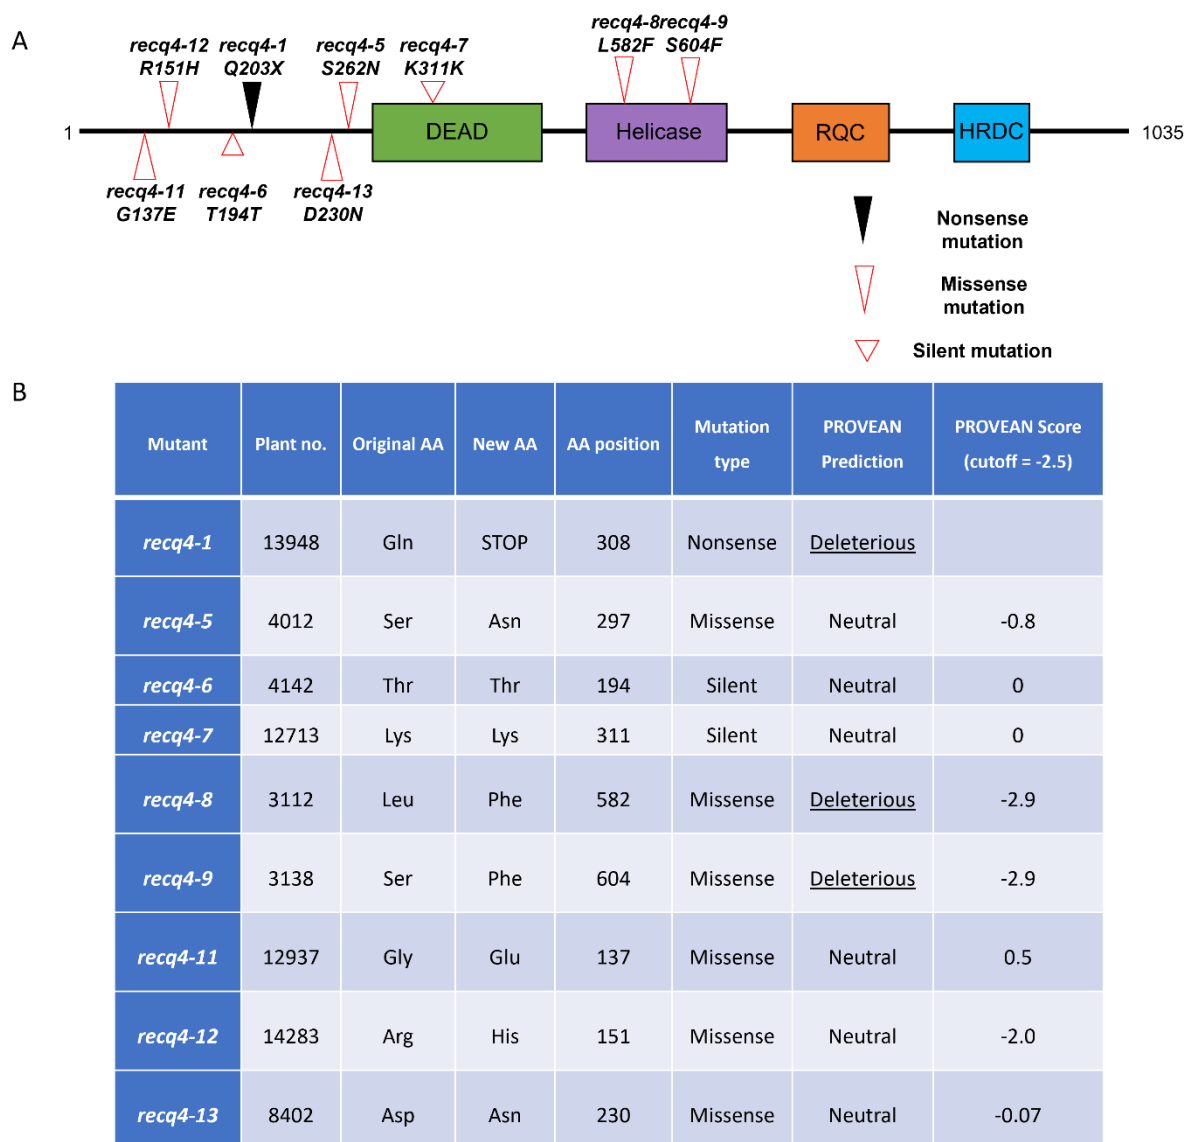 A
recq4-12 recq4-1 recq4-5 recq4-7 recq4-8 recq4-9
R151H Q203X S262N K311K L582F S604F
1 DEAD Helicase RQC HRDC 1035
recq4-11 recq4-6 recq4-13
G137E T194T D230N
Nonsense
mutation
Missense
mutation
Silent mutation
B
Mutant Plant no. Original AA New AA AA position Mutation type PROVEAN Prediction PROVEAN Score (cutoff = -2.5)
recq4-1 13948 Gln STOP 308 Nonsense Deleterious
recq4-5 4012 Ser Asn 297 Missense Neutral -0.8
recq4-6 4142 Thr Thr 194 Silent Neutral 0
recq4-7 12713 Lys Lys 311 Silent Neutral 0
recq4-8 3112 Leu Phe 582 Missense Deleterious -2.9
recq4-9 3138 Ser Phe 604 Missense Deleterious -2.9
recq4-11 12937 Gly Glu 137 Missense Neutral 0.5
recq4-12 14283 Arg His 151 Missense Neutral -2.0
recq4-13 8402 Asp Asn 230 Missense Neutral -0.07